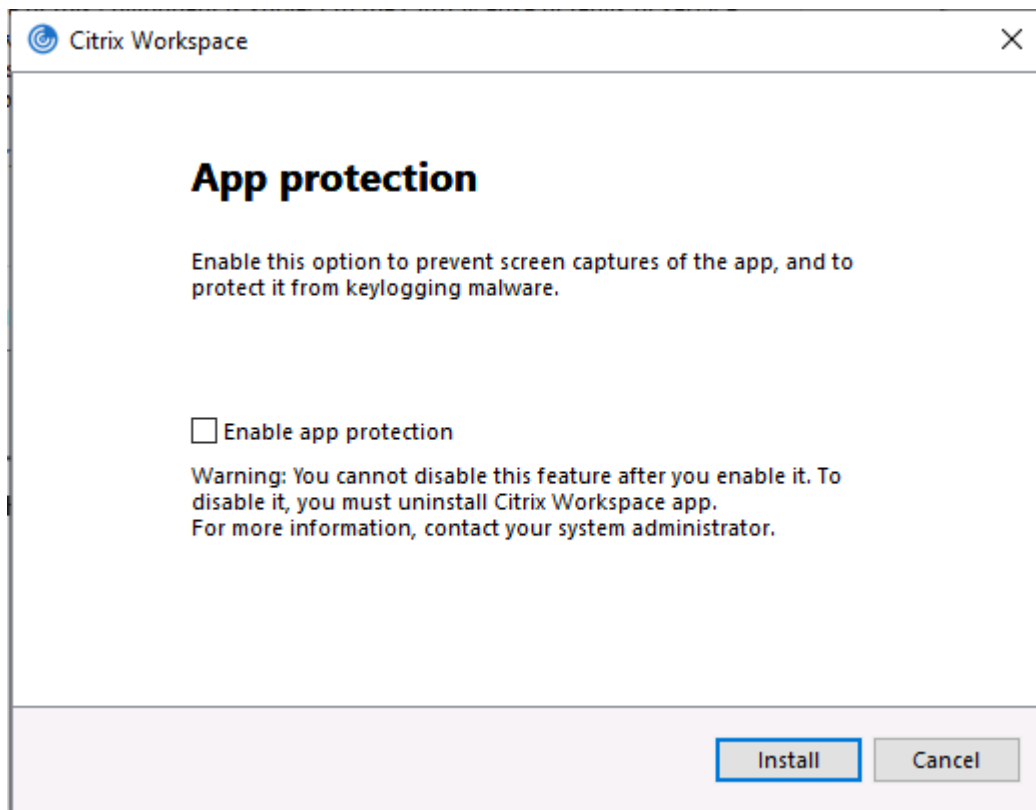 Citrix Workspace
App protection
Enable this option to prevent screen captures of the app, and to
protect it from keylogging malware.
Enable app protection
Warning: You cannot disable this feature after you enable it. To
disable it, you must uninstall Citrix Workspace app.
For more information, contact your system administrator.
Install
Cancel